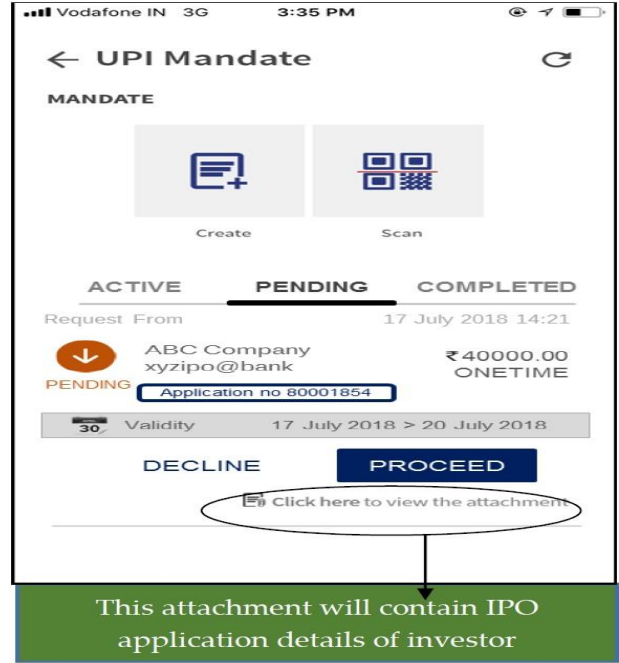 Vodafone IN 3G 3:35 PM
← UPI Mandate
MANDATE
Create Scan
ACTIVE PENDING COMPLETED
Request From 17 July 2018 14:21
ABC Company ₹40000.00
xyzipo@bank ONETIME
PENDING
Application no 80001854
30 Validity 17 July 2018 > 20 July 2018
DECLINE PROCEED
Click here to view the attachment
This attachment will contain IPO
application details of investor